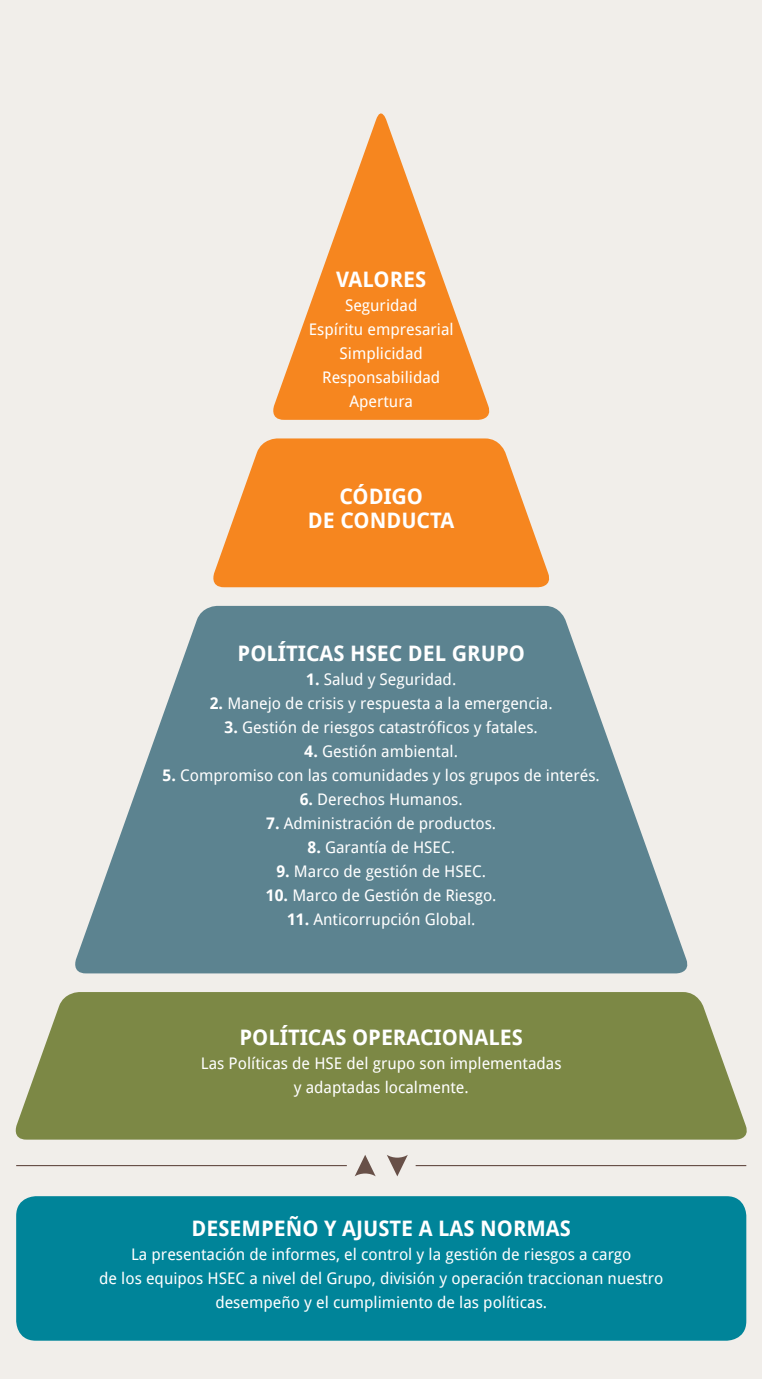 VALORES
Seguridad
Espíritu empresarial
Simplicidad
Responsabilidad
Apertura
CÓDIGO
DE CONDUCTA
POLÍTICAS HSEC DEL GRUPO
1. Salud y Seguridad.
2. Manejo de crisis y respuesta a la emergencia.
3. Gestión de riesgos catastróficos y fatales.
4. Gestión ambiental.
5. Compromiso con las comunidades y los grupos de interés.
6. Derechos Humanos.
7. Administración de productos.
8. Garantía de HSEC.
9. Marco de gestión de HSEC.
10. Marco de Gestión de Riesgo.
11. Anticorrupción Global.
POLÍTICAS OPERACIONALES
Las Políticas de HSE del grupo son implementadas
y adaptadas localmente.
DESEMPEÑO Y AJUSTE A LAS NORMAS
La presentación de informes, el control y la gestión de riesgos a cargo
de los equipos HSEC a nivel del Grupo, división y operación traccionan nuestro
desempeño y el cumplimiento de las políticas.